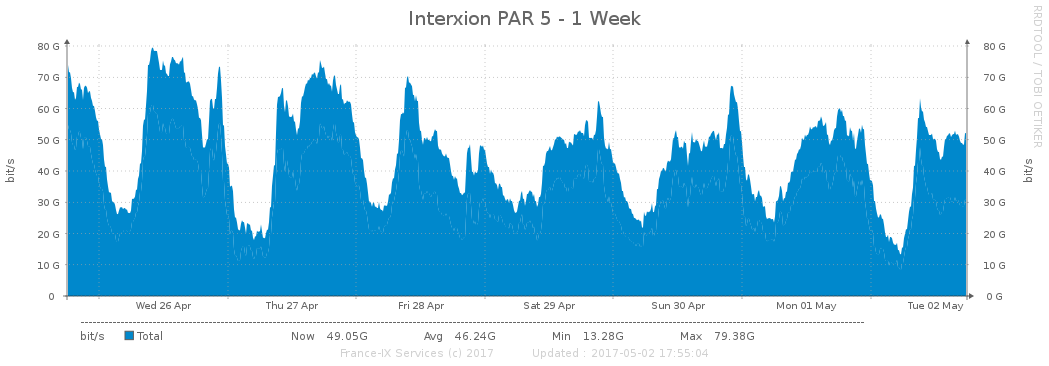 Interxion PAR 5 - 1 Week
RRDTOOL / TOBI OETIKER
bit/s
80 G
70 G
60 G
50 G
40 G
30 G
20 G
10 G
0
80 G
70 G
60 G
50 G
40 G
30 G
20 G
10 G
0 G
bit/s
Wed 26 Apr Thu 27 Apr Fri 28 Apr Sat 29 Apr Sun 30 Apr Mon 01 May Tue 02 May
bit/s Total Now 49.05G Avg 46.24G Min 13.28G Max 79.38G
France-IX Services (c) 2017 Updated : 2017-05-02 17:55:04